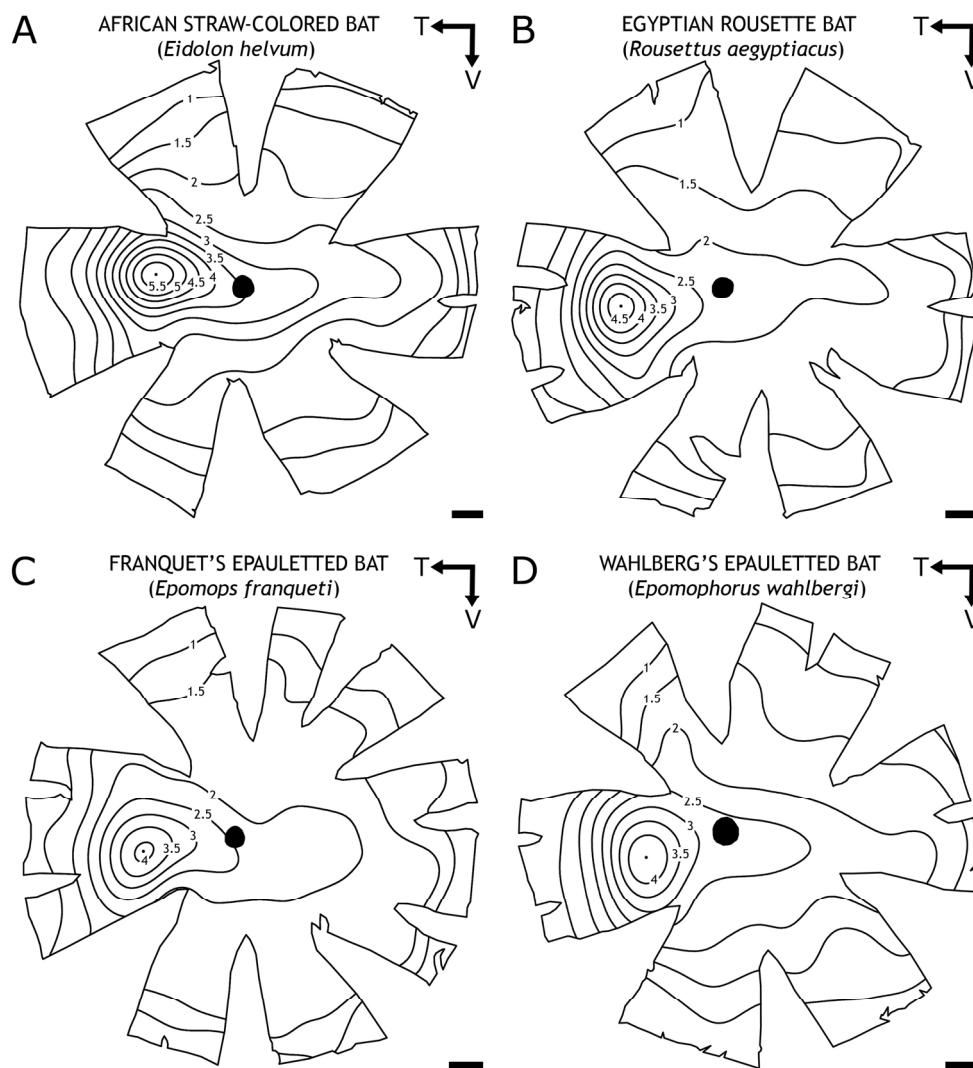 A
AFRICAN STRAW-COLORED BAT
(Eidolon helvum)
T
V
1
1.5
2
2.5
3
3.5
4
4.5
5
5.5
B
EGYPTIAN ROUSETTE BAT
(Rousettus aegyptiacus)
T
V
1
1.5
2
2.5
3
3.5
4
4.5
C
FRANQUET'S EPAULETTED BAT
(Epomops franqueti)
T
V
1
1.5
2
2.5
3
3.5
4
D
WAHLBERG'S EPAULETTED BAT
(Epomophorus wahlbergi)
T
V
1
1.5
2
2.5
3
3.5
4